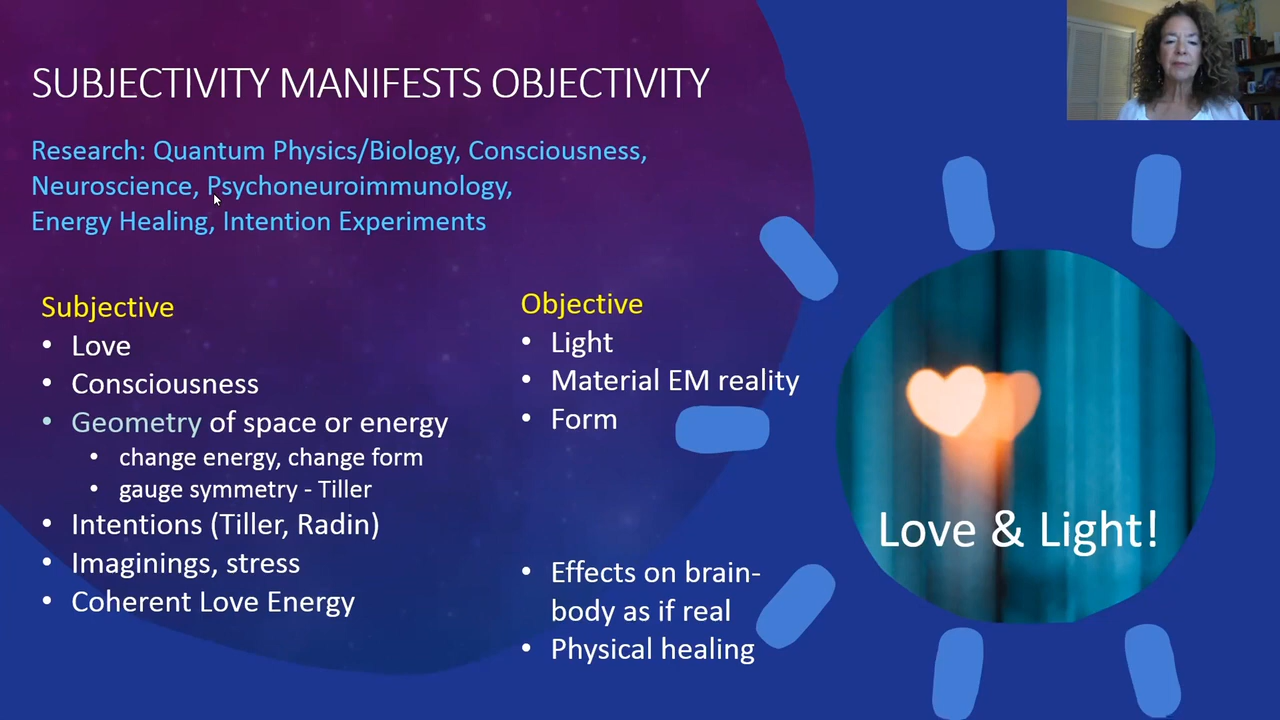 SUBJECTIVITY MANIFESTS OBJECTIVITY
Research: Quantum Physics/Biology, Consciousness,
Neuroscience, Psychoneuroimmunology,
Energy Healing, Intention Experiments
Subjective
• Love
• Consciousness
• Geometry of space or energy
• change energy, change form
• gauge symmetry - Tiller
• Intentions (Tiller, Radin)
• Imaginings, stress
• Coherent Love Energy
Objective
• Light
• Material EM reality
• Form
• Effects on brain-
body as if real
• Physical healing
Love & Light!